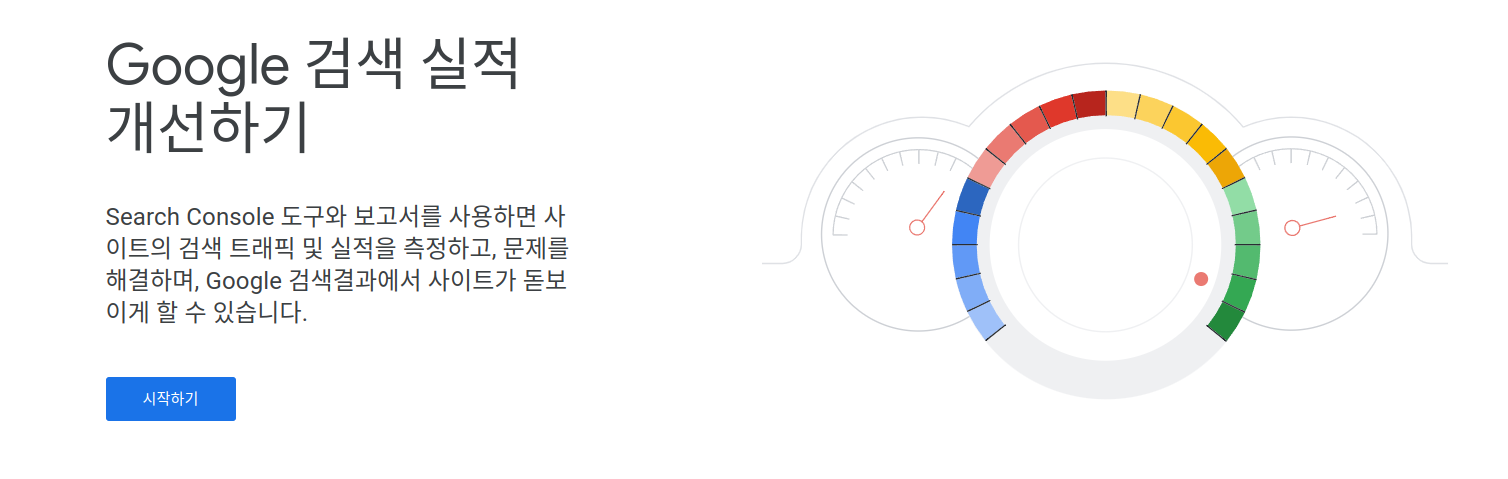 Google 검색 실적
개선하기
Search Console 도구와 보고서를 사용하면 사
이트의 검색 트래픽 및 실적을 측정하고, 문제를
해결하며, Google 검색결과에서 사이트가 돋보
이게 할 수 있습니다.
시작하기